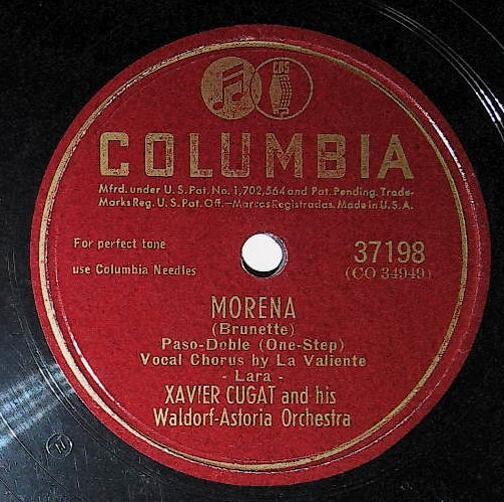 CBS
COLUMBIA
Mfrd. under U.S. Pat. No. 1,702,564 and Pat. Pending. Trade-
Marks Reg. U.S. Pat. Off.—Marcas Registradas. Made in U.S.A.
For perfect tone
use Columbia Needles
37198
(CO 34949)
MORENA
(Brunette)
Paso-Doble (One-Step)
Vocal Chorus by La Valiente
- Lara -
XAVIER CUGAT and his
Waldorf-Astoria Orchestra